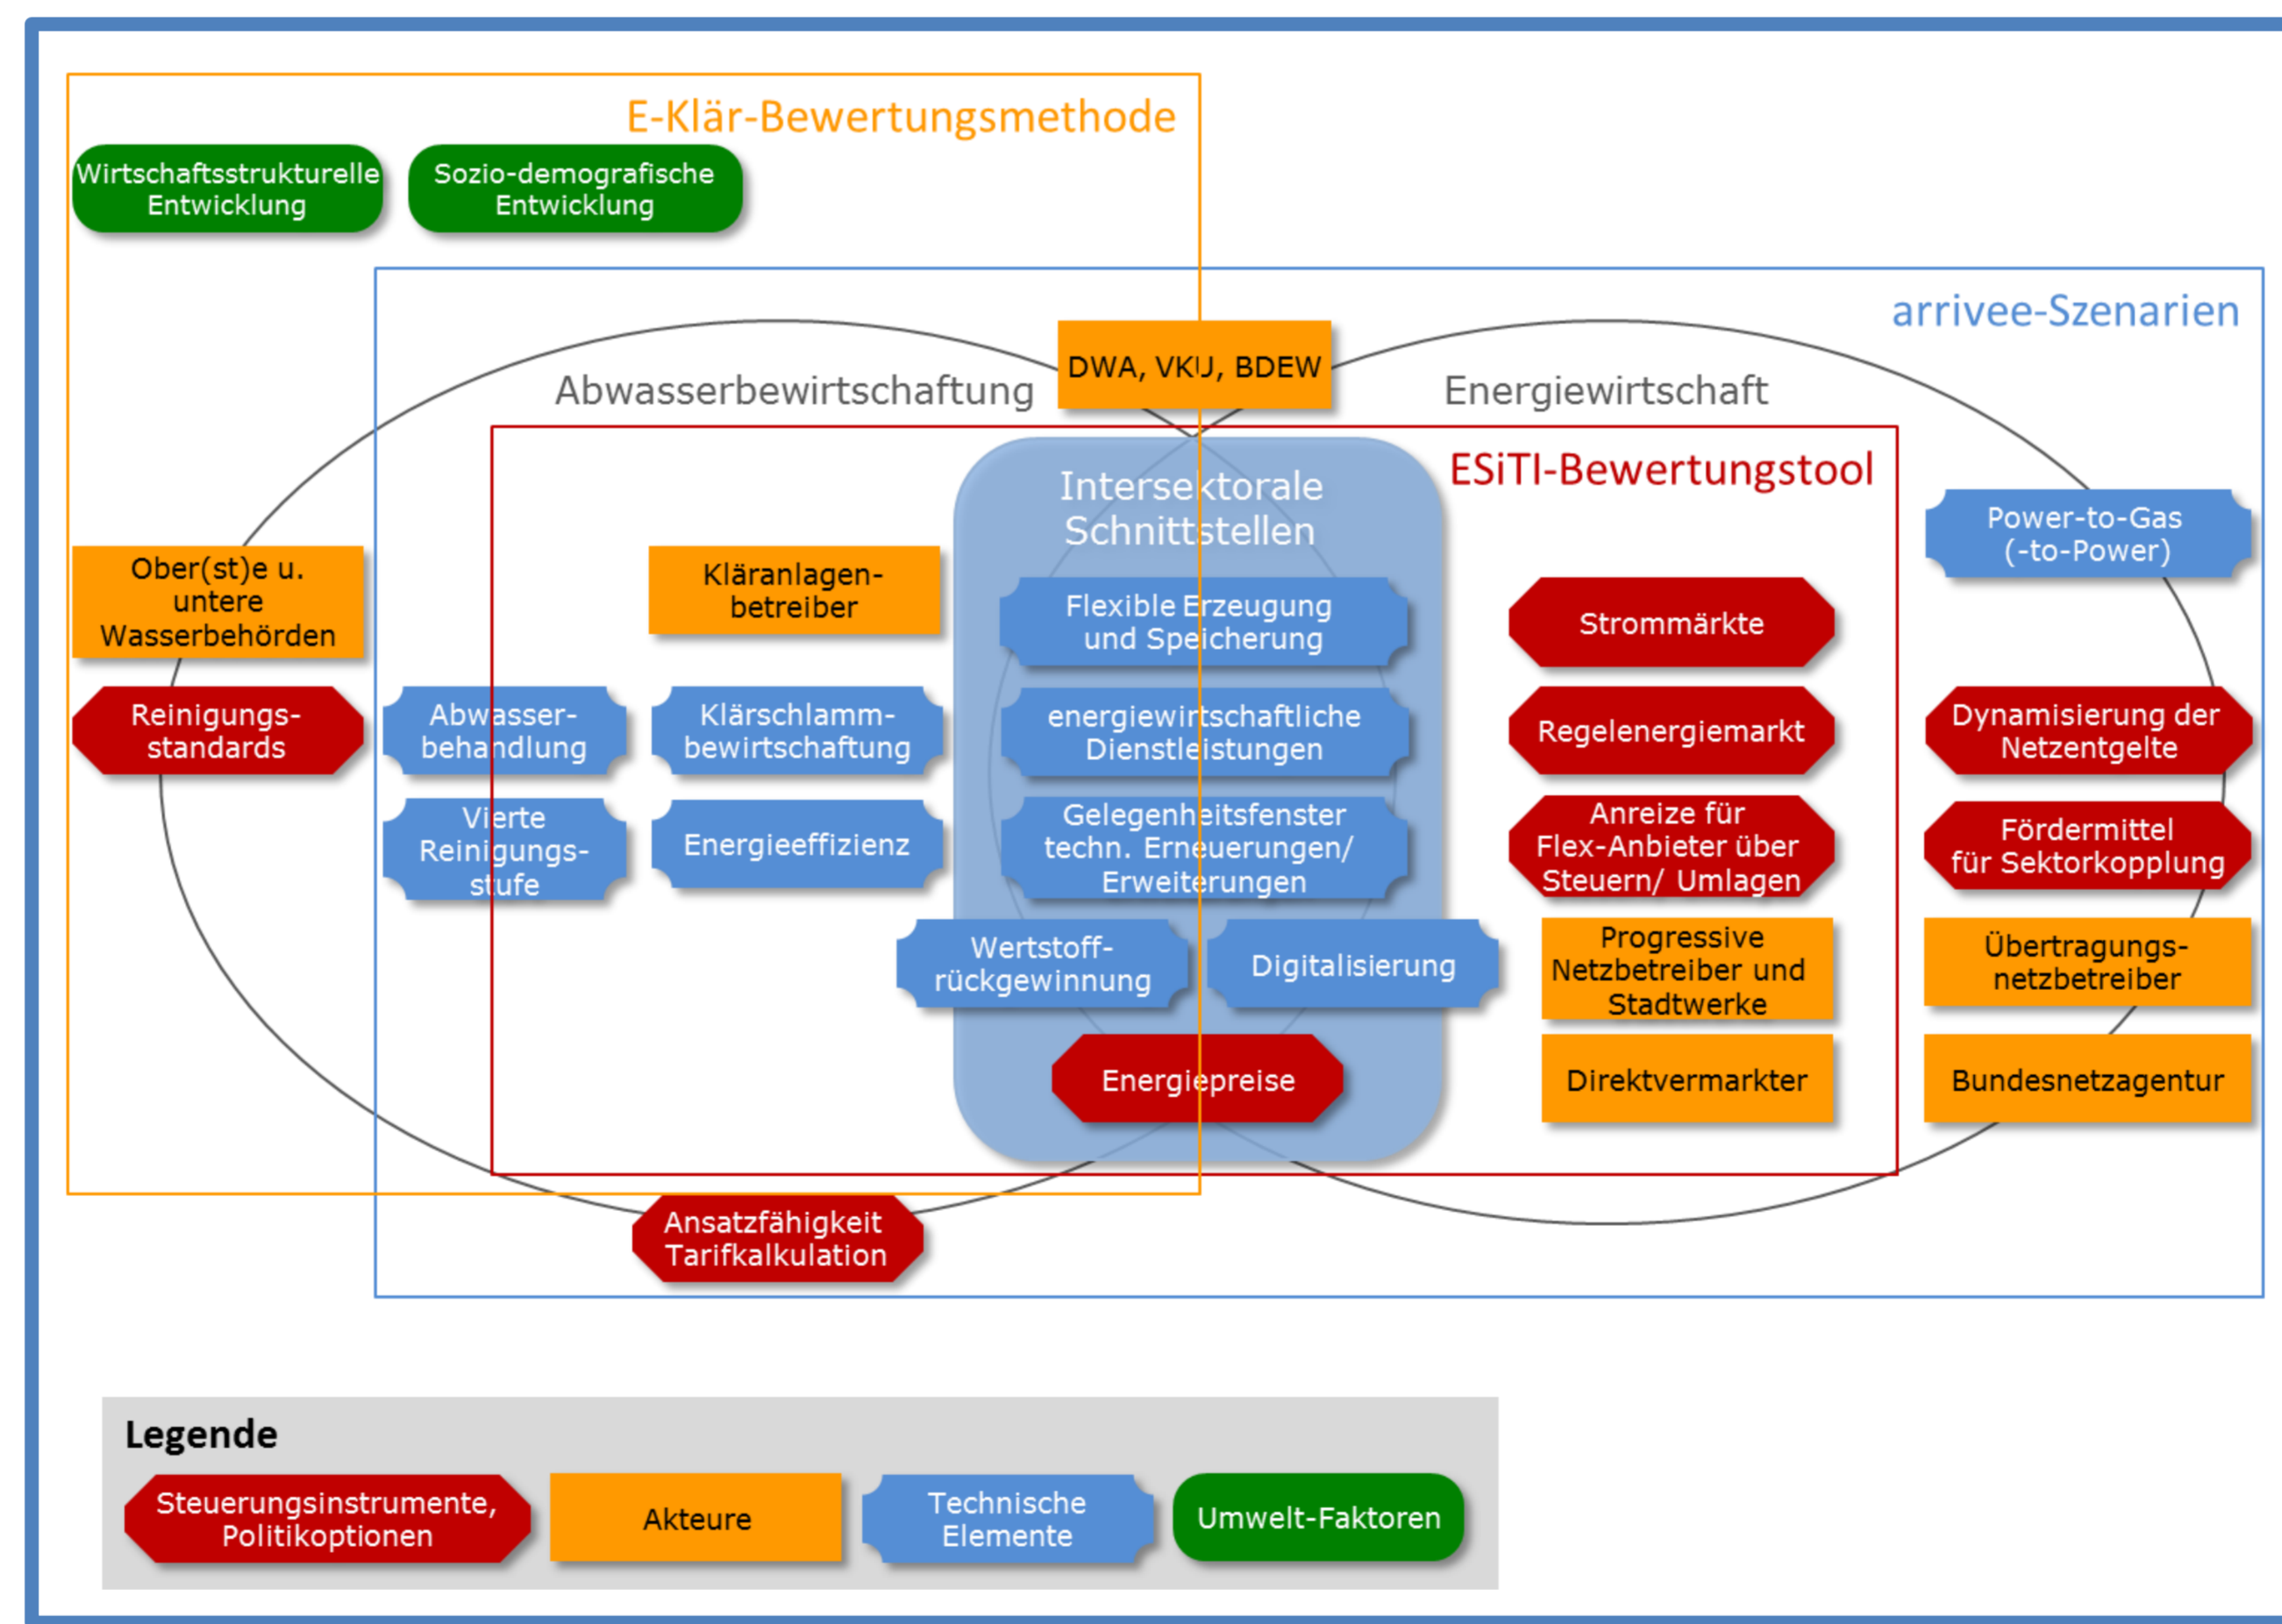 E-Klär-Bewertungsmethode
Wirtschaftsstrukturelle
Entwicklung
Sozio-demografische
Entwicklung
arrivee-Szenarien
DWA, VKU, BDEW
Abwasserbewirtschaftung
Energiewirtschaft
ESiTI-Bewertungstool
Intersektorale
Schnittstellen
Power-to-Gas
(-to-Power)
Ober(st)e u.
untere
Wasserbehörden
Kläranlagen-
betreiber
Flexible Erzeugung
und Speicherung
Strommärkte
Reinigungs-
standards
Abwasser-
behandlung
Klärschlamm-
bewirtschaftung
energiewirtschaftliche
Dienstleistungen
Regelenergiemarkt
Dynamisierung der
Netzentgelte
Vierte
Reinigungs-
stufe
Energieeffizienz
Gelegenheitsfenster
techn. Erneuerungen/
Erweiterungen
Anreize für
Flex-Anbieter über
Steuern/ Umlagen
Fördermittel
für Sektorkopplung
Wertstoff-
rückgewinnung
Digitalisierung
Progressive
Netzbetreiber und
Stadtwerke
Übertragungs-
netzbetreiber
Energiepreise
Direktvermarkter
Bundesnetzagentur
Ansatzfähigkeit
Tarifkalkulation
Legende
Steuerungsinstrumente,
Politikoptionen
Akteure
Technische
Elemente
Umwelt-Faktoren